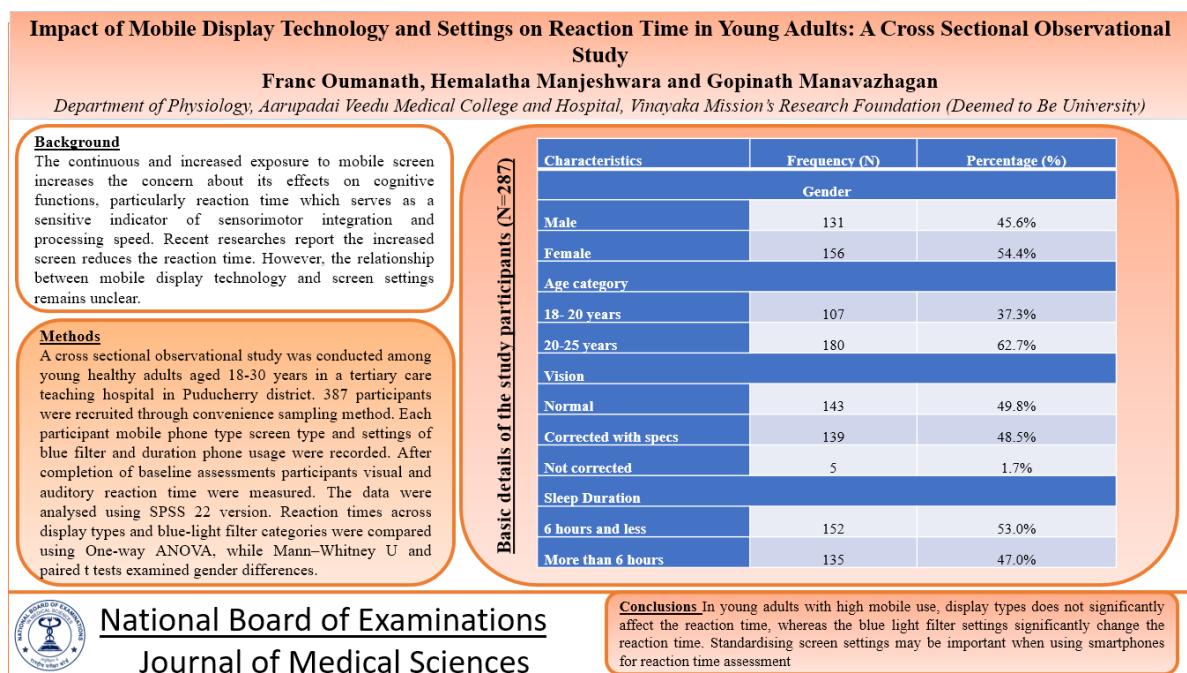 Impact of Mobile Display Technology and Settings on Reaction Time in Young Adults: A Cross Sectional Observational
Study
Franc Oumanath, Hemalatha Manjeshwara and Gopinath Manavazhagan
Department of Physiology, Aarupadai Veedu Medical College and Hospital, Vinayaka Mission's Research Foundation (Deemed to Be University)
Background
The continuous and increased exposure to mobile screen
increases the concern about its effects on cognitive
functions, particularly reaction time which serves as a
sensitive indicator of sensorimotor integration and
processing speed. Recent researches report the increased
screen reduces the reaction time. However, the relationship
between mobile display technology and screen settings
remains unclear.
Methods
A cross sectional observational study was conducted among
young healthy adults aged 18-30 years in a tertiary care
teaching hospital in Puducherry district. 387 participants
were recruited through convenience sampling method. Each
participant mobile phone type screen type and settings of
blue filter and duration phone usage were recorded. After
completion of baseline assessments participants visual and
auditory reaction time were measured. The data were
analysed using SPSS 22 version. Reaction times across
display types and blue-light filter categories were compared
using One-way ANOVA, while Mann–Whitney U and
paired t tests examined gender differences.
Basic details of the study participants (N=287)
Characteristics Frequency (N) Percentage (%)
Gender
Male 131 45.6%
Female 156 54.4%
Age category
18- 20 years 107 37.3%
20-25 years 180 62.7%
Vision
Normal 143 49.8%
Corrected with specs 139 48.5%
Not corrected 5 1.7%
Sleep Duration
6 hours and less 152 53.0%
More than 6 hours 135 47.0%
National Board of Examinations
Journal of Medical Sciences
Conclusions In young adults with high mobile use, display types does not significantly
affect the reaction time, whereas the blue light filter settings significantly change the
reaction time. Standardising screen settings may be important when using smartphones
for reaction time assessment